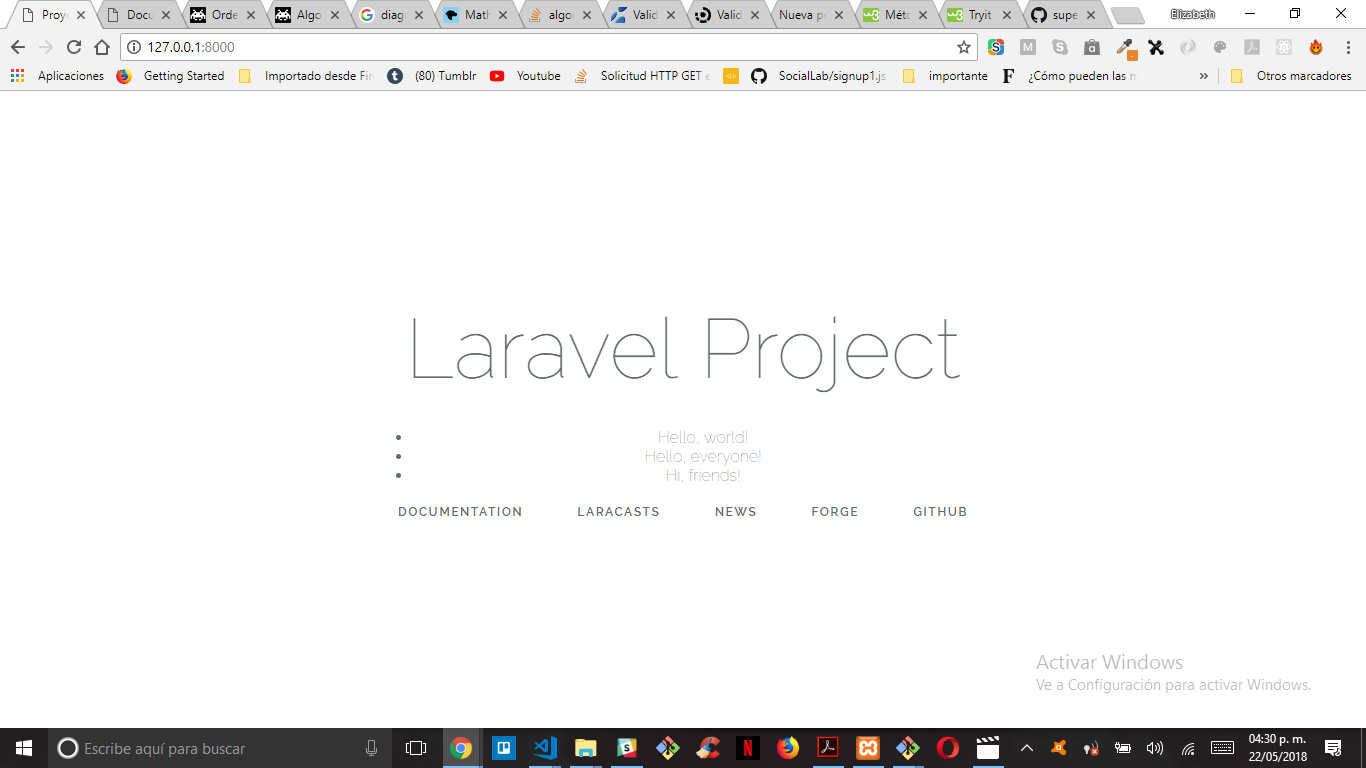 Proye
Docu
Orde
Algo
diag
Math
algo
Valid
Valid
Nueva p
Méto
Tryit
supe
Elizabeth
127.0.0.1:8000
Aplicaciones
Getting Started
Importado desde Fir
(80) Tumblr
Youtube
Solicitud HTTP GET e
SocialLab/signup1.js
importante
¿Cómo pueden las m
»
Otros marcadores
Laravel Project
• Hello, world!
• Hello, everyone!
• Hi, friends!
DOCUMENTATION LARACASTS NEWS FORGE GITHUB
Activar Windows
Ve a Configuración para activar Windows.
Escribe aquí para buscar
04:30 p. m.
22/05/2018